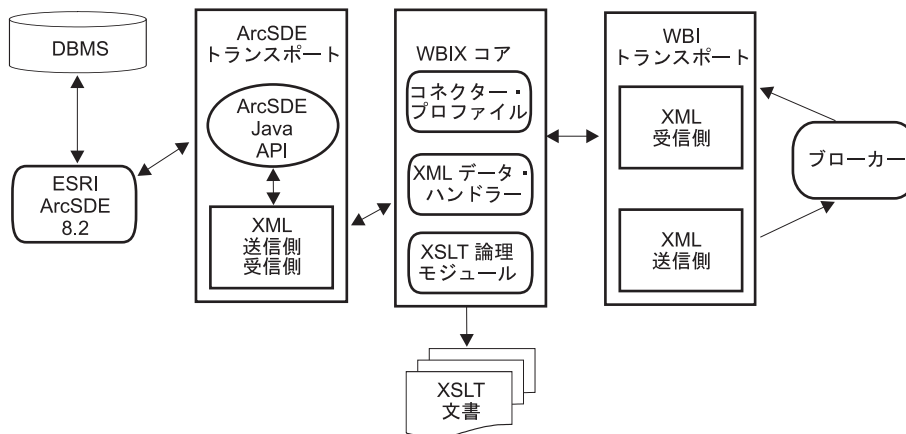 DBMS
ESRI
ArcSDE
8.2
ArcSDE
トランスポート
ArcSDE
Java
API
XML
送信側
受信側
WBIX コア
コネクター・
プロファイル
XML データ・
ハンドラー
XSLT 論理
モジュール
XSLT
文書
WBI
トランスポート
XML
受信側
XML
送信側
ブローカー